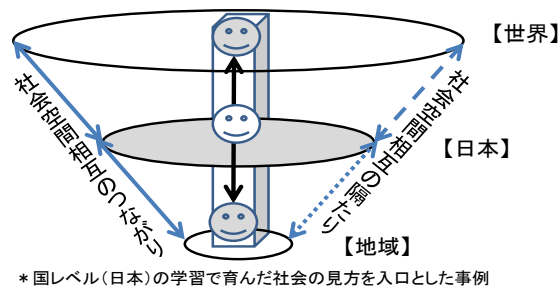 【世界】
社会空間相互のつながり
社会空間相互の隔たり
【日本】
【地域】
*国レベル(日本)の学習で育んだ社会の見方を入口とした事例